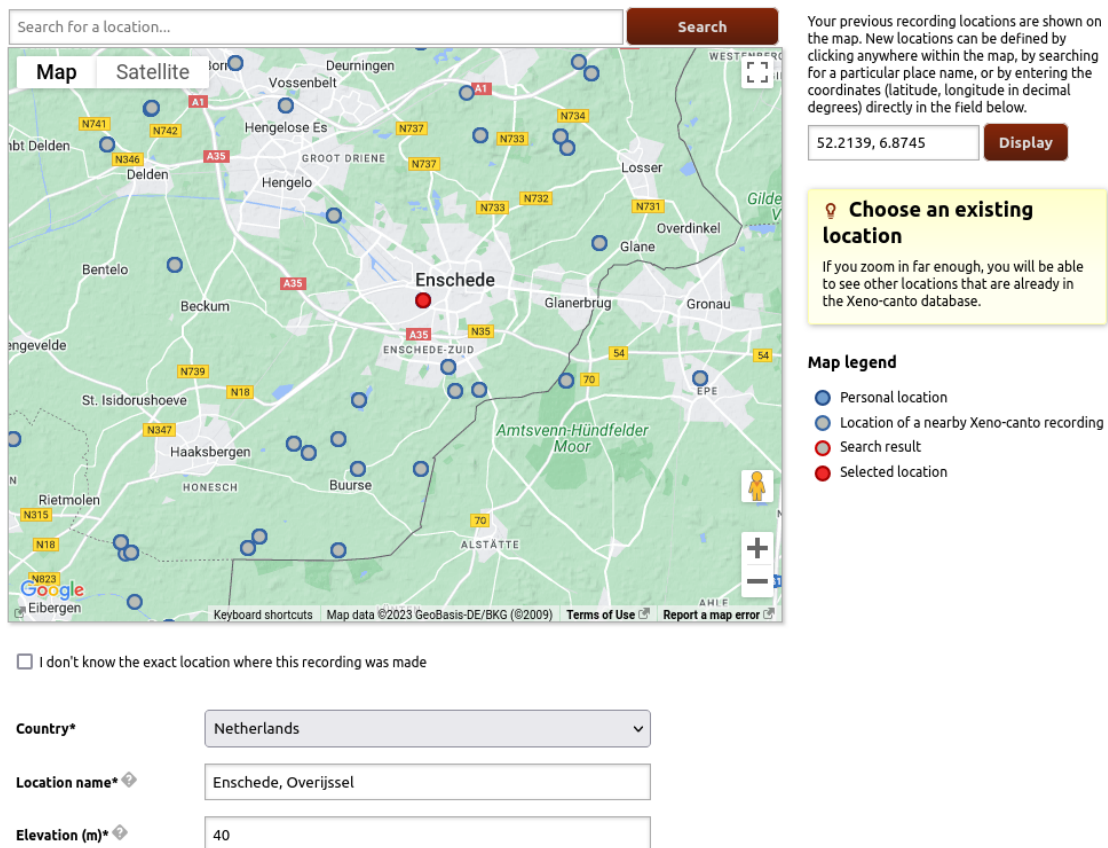 Search for a location...
Search
Your previous recording locations are shown on
the map. New locations can be defined by
clicking anywhere within the map, by searching
for a particular place name, or by entering the
coordinates (latitude, longitude in decimal
degrees) directly in the field below.
52.2139, 6.8745
Display
Choose an existing
location
If you zoom in far enough, you will be able
to see other locations that are already in
the Xeno-canto database.
Map legend
Personal location
Location of a nearby Xeno-canto recording
Search result
Selected location
Map
Satellite
Deurningen
Vossenbelt
A1
A1
N741
N742
Hengelose Es
N737
N734
N733
Delden
N346
A35
GROOT DRIENE
N737
Delden
Hengelo
Losser
N733
N732
N731
Overdinkel
Glane
Bentelo
A35
Enschede
Beckum
Glanerbrug
Gronau
A35
N35
ENSCHEDE-ZUID
54
54
N739
70
EPE
N18
St. Isidorushoeve
N347
Haaksbergen
Amtsvenn-Hündfelder
Moor
HONESCH
Buurse
Rietmolen
N315
70
N18
ALSTÄTTE
N823
Google
Eibergen
AHLE
Keyboard shortcuts
Map data ©2023 GeoBasis-DE/BKG (©2009)
Terms of Use
Report a map error
I don't know the exact location where this recording was made
Country*
Netherlands
Location name*
Enschede, Overijssel
Elevation (m)*
40